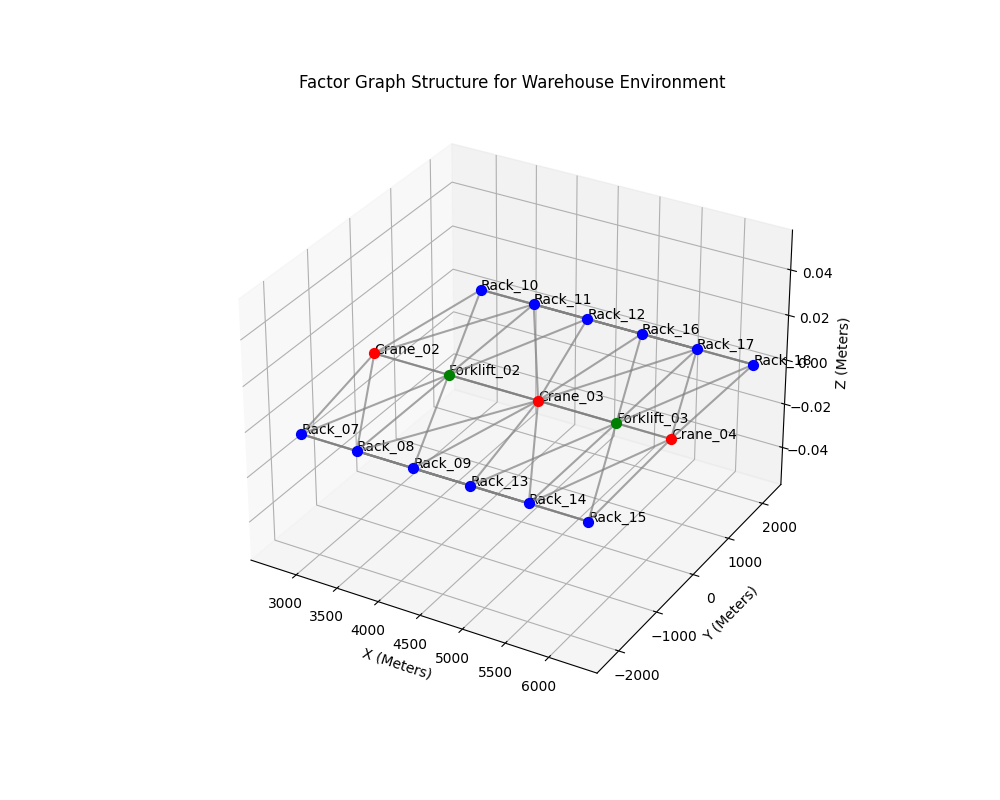 Factor Graph Structure for Warehouse Environment
Rack_10
Rack_11
Rack_12
Rack_16
Rack_17
Rack_18
Crane_02
Forklift_02
Crane_03
Forklift_03
Crane_04
Rack_07
Rack_08
Rack_09
Rack_13
Rack_14
Rack_15
0.04
0.02
0.00
−0.02
−0.04
Z (Meters)
2000
1000
0
−1000
−2000
Y (Meters)
3000
3500
4000
4500
5000
5500
6000
X (Meters)